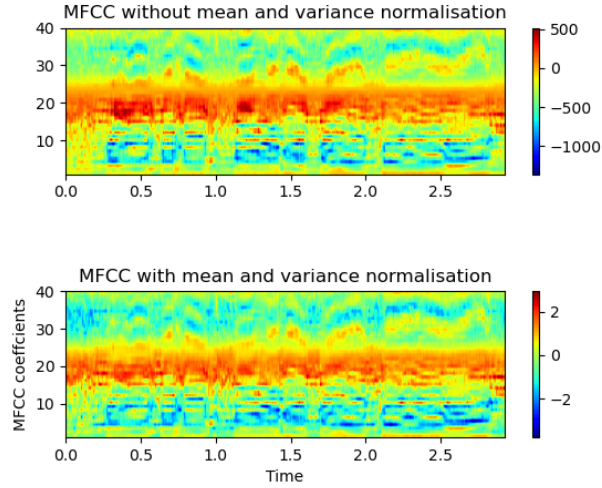 MFCC without mean and variance normalisation
40
30
20
10
0.0 0.5 1.0 1.5 2.0 2.5
500
0
−500
−1000
MFCC with mean and variance normalisation
MFCC coeffcients
40
30
20
10
0.0 0.5 1.0 1.5 2.0 2.5
Time
2
0
−2